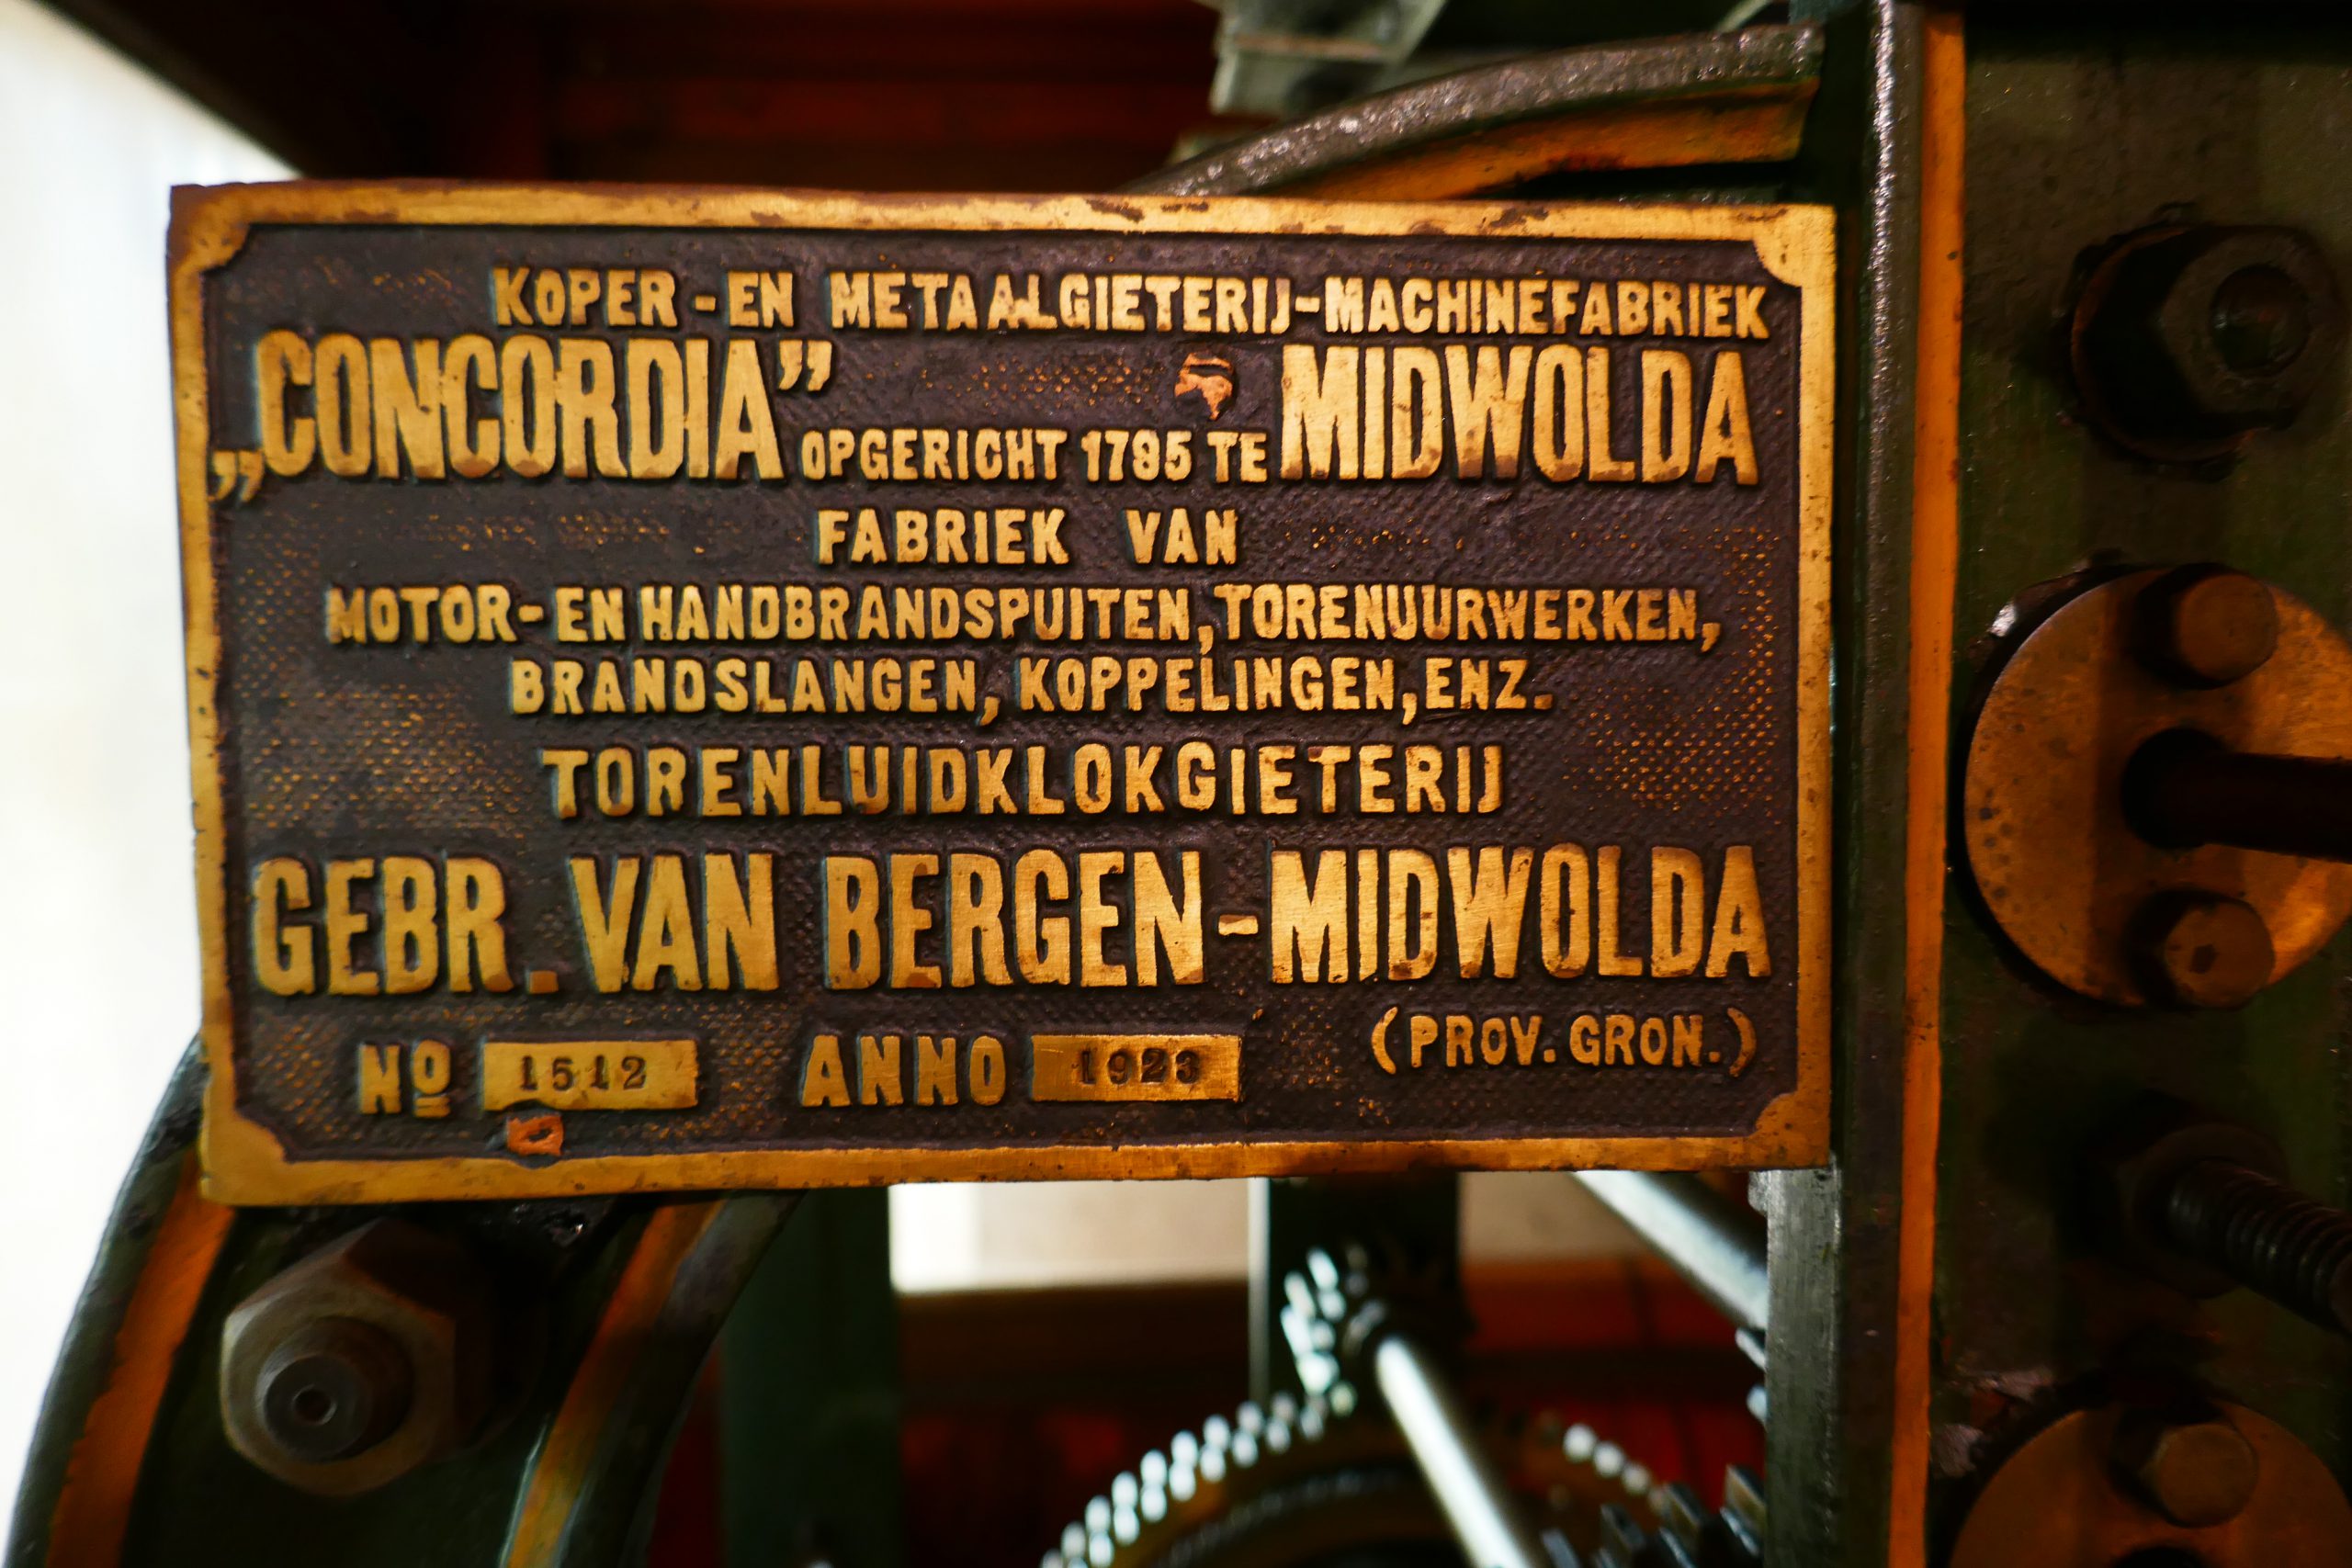 KOPER-EN METAALGIETERIJ-MACHINEFABRIEK
„CONCORDIA” OPGERICHT 1795 TE MIDWOLDA
FABRIEK VAN
MOTOR-EN HANDBRANDSPUITEN, TORENUURWERKEN,
BRANDSLANGEN, KOPPELINGEN, ENZ.
TORENLUIDKLOKGIETERIJ
GEBR. VAN BERGEN-MIDWOLDA
(PROV. GRON.)
Nº 1512 ANNO 1923